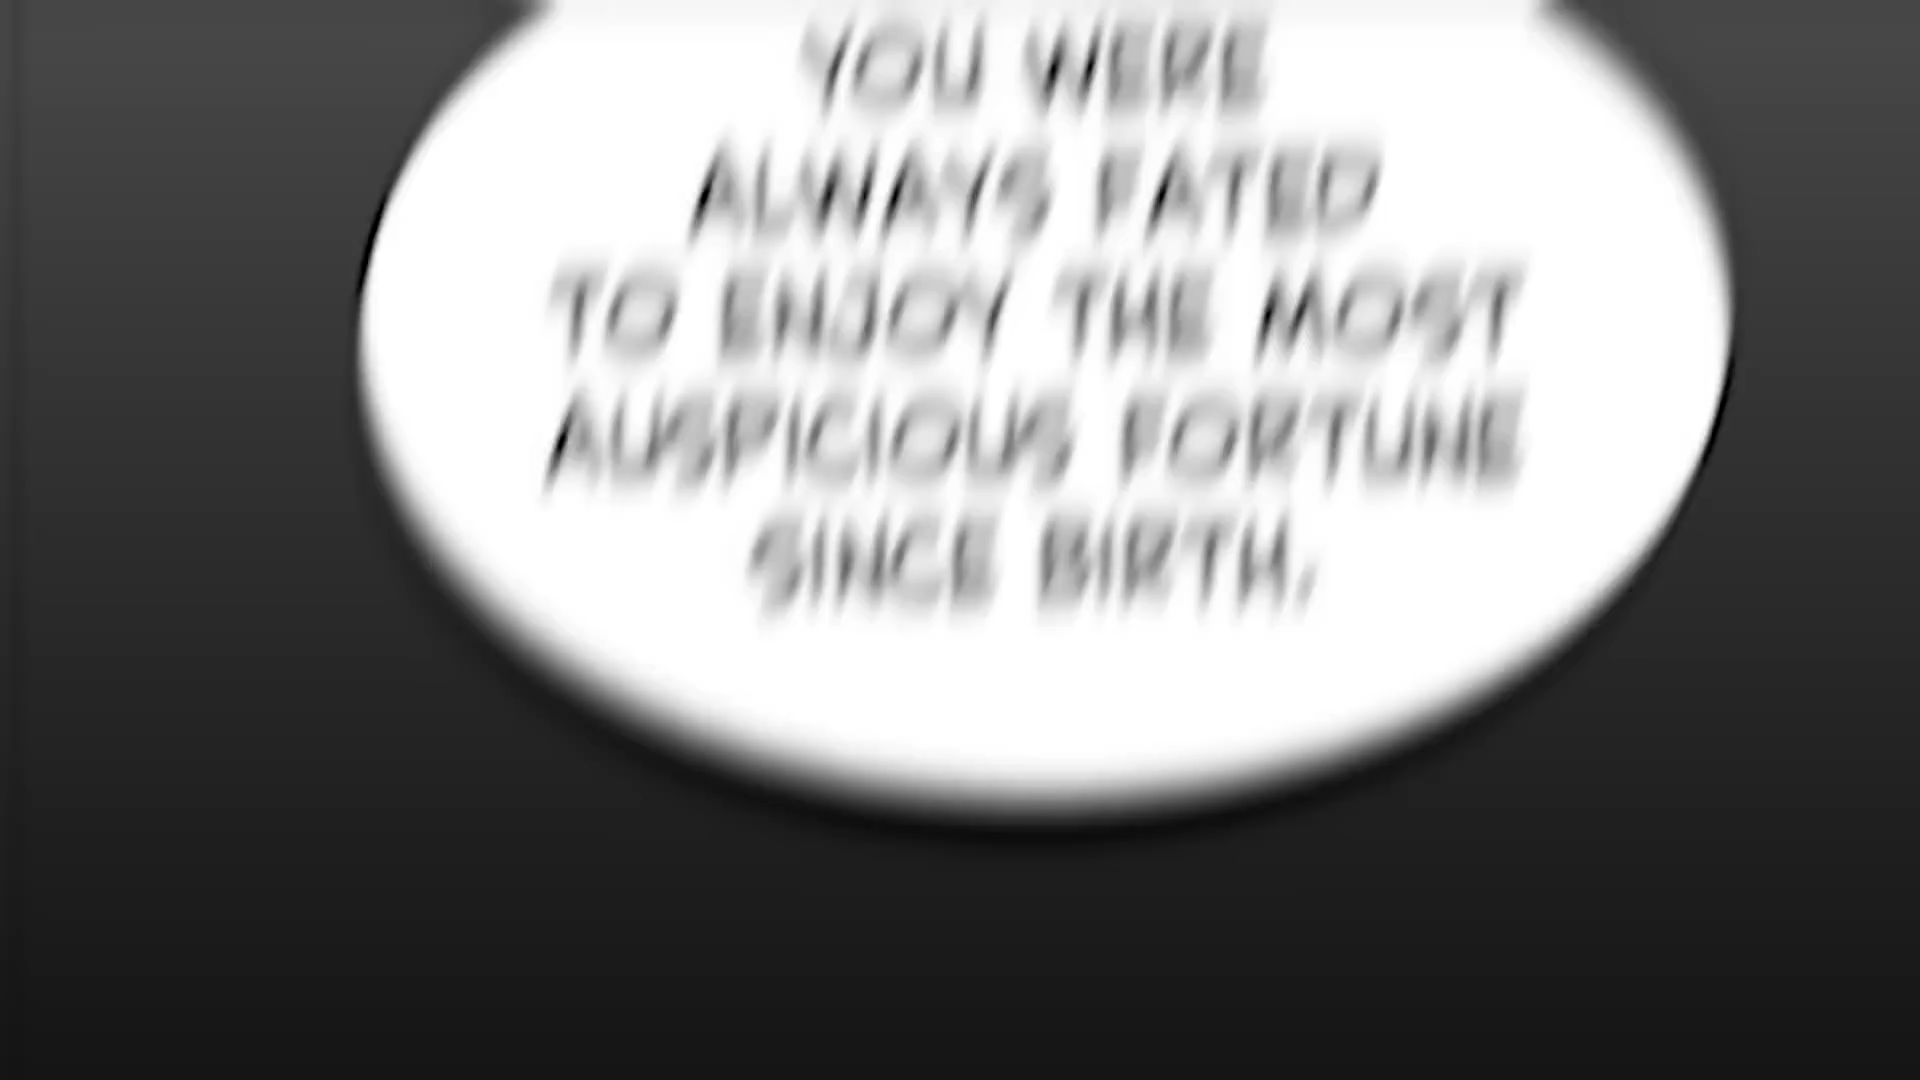 YOU WERE
ALWAYS FATED
TO ENJOY THE MOST
AUSPICIOUS FORTUNE
SINCE BIRTH,